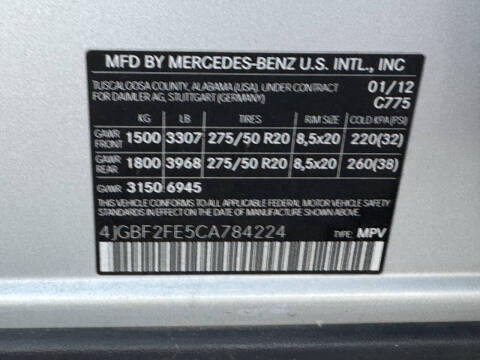 MFD BY MERCEDES-BENZ U.S. INTL., INC
TUSCALOOSA COUNTY, ALABAMA (USA), UNDER CONTRACT 01/12
FOR DAIMLER AG, STUTTGART (GERMANY) C775
KG LB TIRES RIM SIZE COLD KPA (PSI)
GAWR FRONT 1500 3307 275/50 R20 8,5x20 220(32)
GAWR REAR 1800 3968 275/50 R20 8,5x20 260(38)
GVWR 3150 6945
THIS VEHICLE CONFORMS TO ALL APPLICABLE FEDERAL MOTOR VEHICLE
SAFETY STANDARDS IN EFFECT ON THE DATE OF MANUFACTURE SHOWN ABOVE.
4JGBF2FE5CA784224 TYPE: MPV